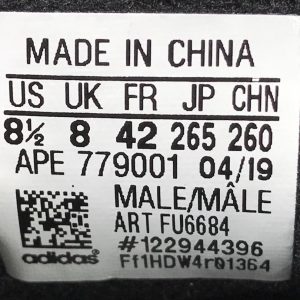 MADE IN CHINA
US UK FR JP CHN
8½ 8 42 265 260
APE 779001 04/19
MALE/MÂLE
ART FU6684
#122944396
adidas Ff1HDW4r01364